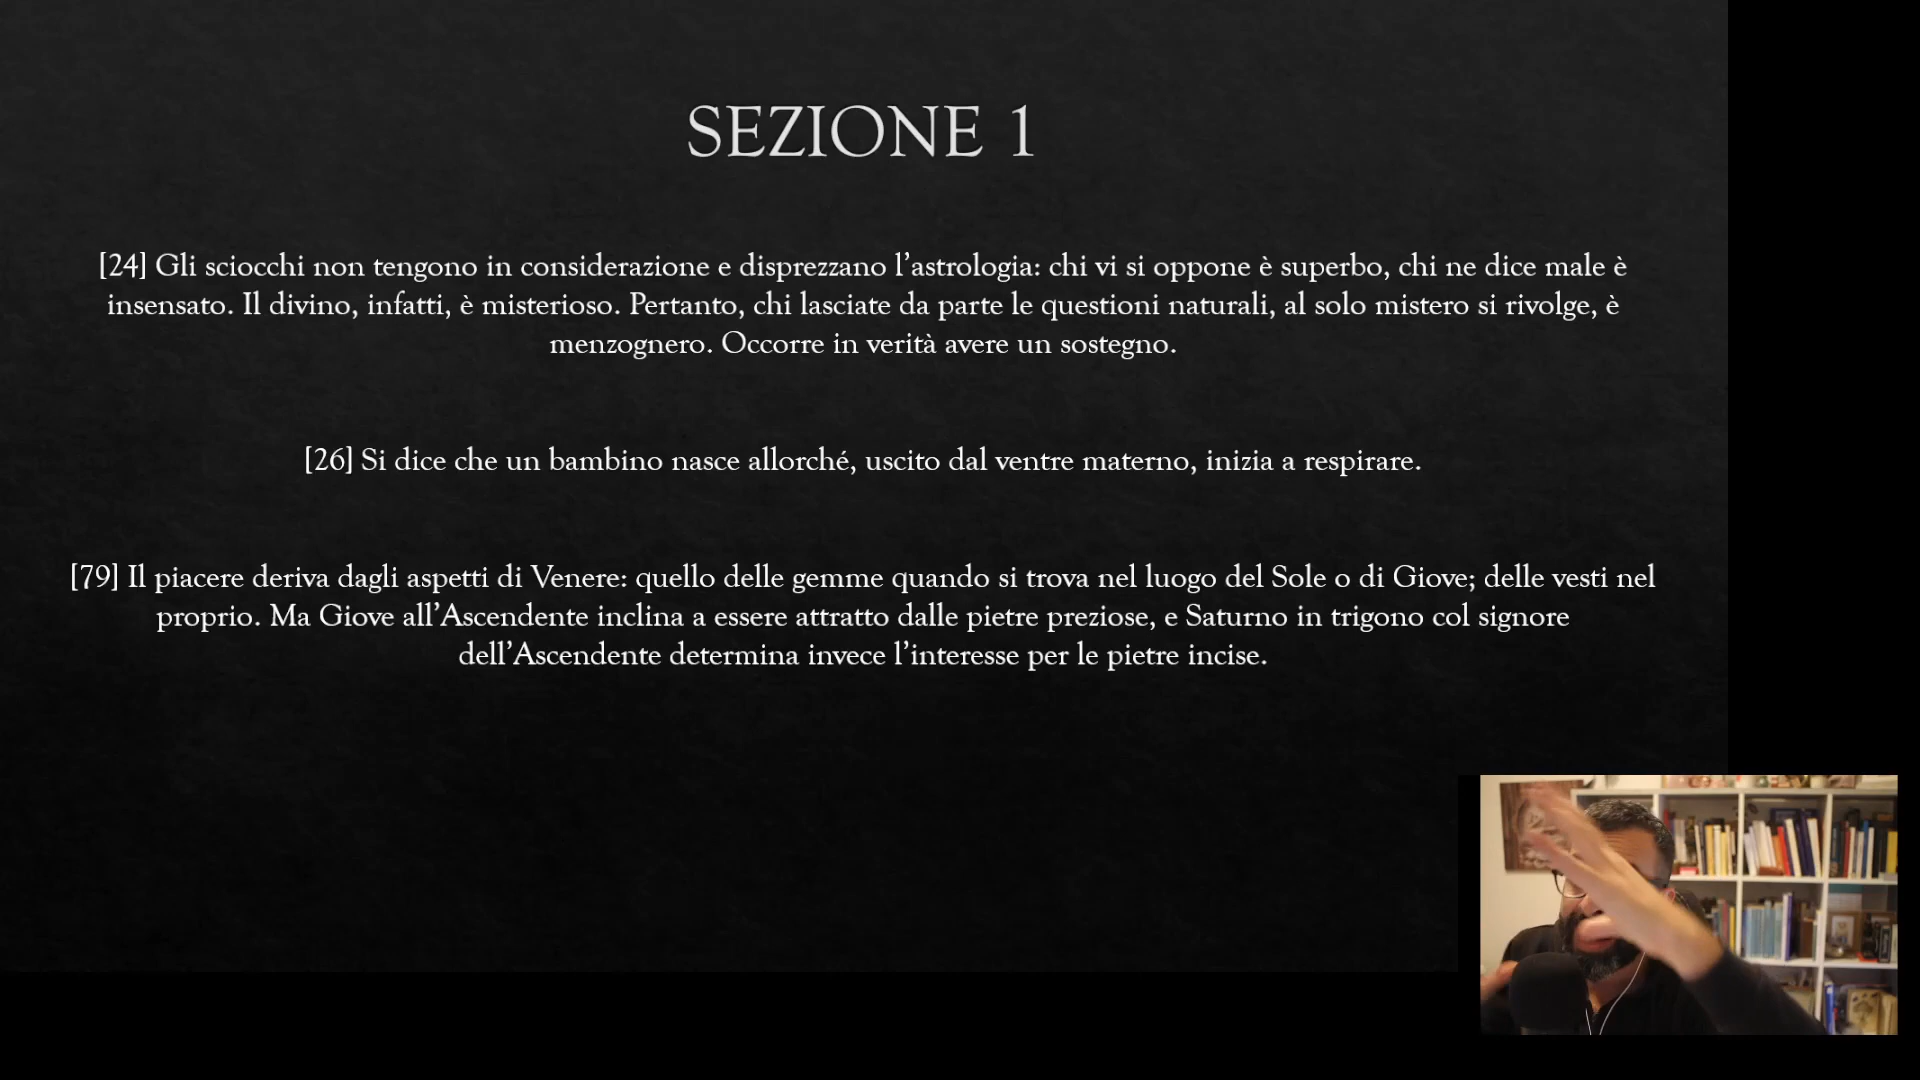 SEZIONE 1
[24] Gli sciocchi non tengono in considerazione e disprezzano l’astrologia: chi vi si oppone è superbo, chi ne dice male è
insensato. Il divino, infatti, è misterioso. Pertanto, chi lasciate da parte le questioni naturali, al solo mistero si rivolge, è
menzognero. Occorre in verità avere un sostegno.
[26] Si dice che un bambino nasce allorché, uscito dal ventre materno, inizia a respirare.
[79] Il piacere deriva dagli aspetti di Venere: quello delle gemme quando si trova nel luogo del Sole o di Giove; delle vesti nel
proprio. Ma Giove all’Ascendente inclina a essere attratto dalle pietre preziose, e Saturno in trigono col signore
dell’Ascendente determina invece l’interesse per le pietre incise.